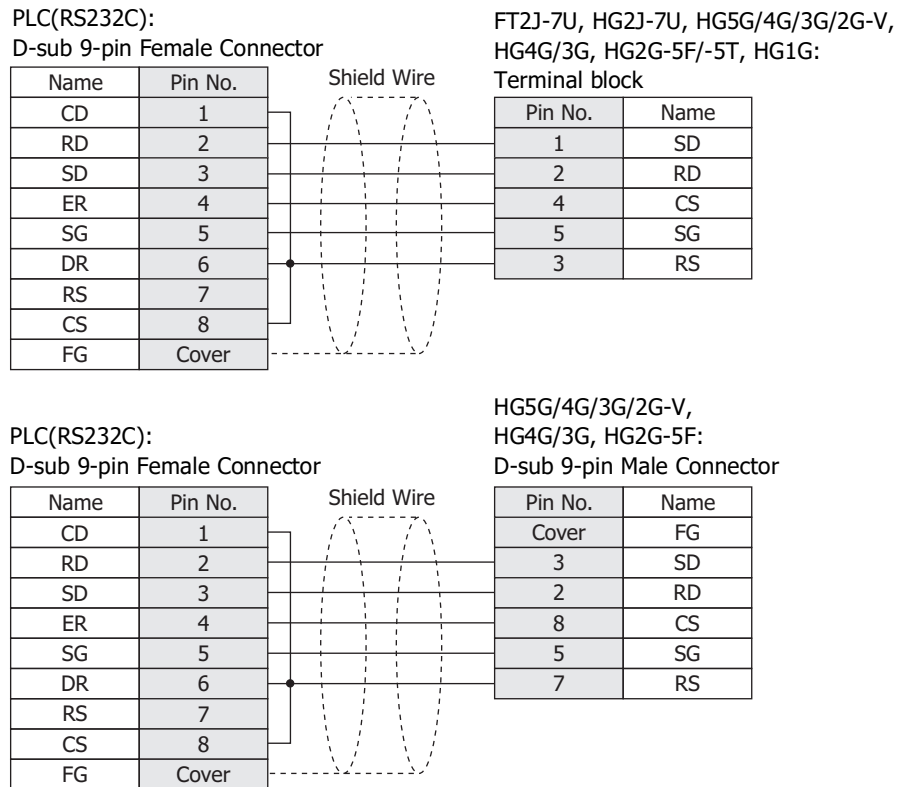 PLC(RS232C):
D-sub 9-pin Female Connector
FT2J-7U, HG2J-7U, HG5G/4G/3G/2G-V,
HG4G/3G, HG2G-5F/-5T, HG1G:
Terminal block
Shield Wire
Name Pin No.
CD 1
RD 2
SD 3
ER 4
SG 5
DR 6
RS 7
CS 8
FG Cover
Pin No. Name
1 SD
2 RD
4 CS
5 SG
3 RS
PLC(RS232C):
D-sub 9-pin Female Connector
HG5G/4G/3G/2G-V,
HG4G/3G, HG2G-5F:
D-sub 9-pin Male Connector
Shield Wire
Name Pin No.
CD 1
RD 2
SD 3
ER 4
SG 5
DR 6
RS 7
CS 8
FG Cover
Pin No. Name
Cover FG
3 SD
2 RD
8 CS
5 SG
7 RS